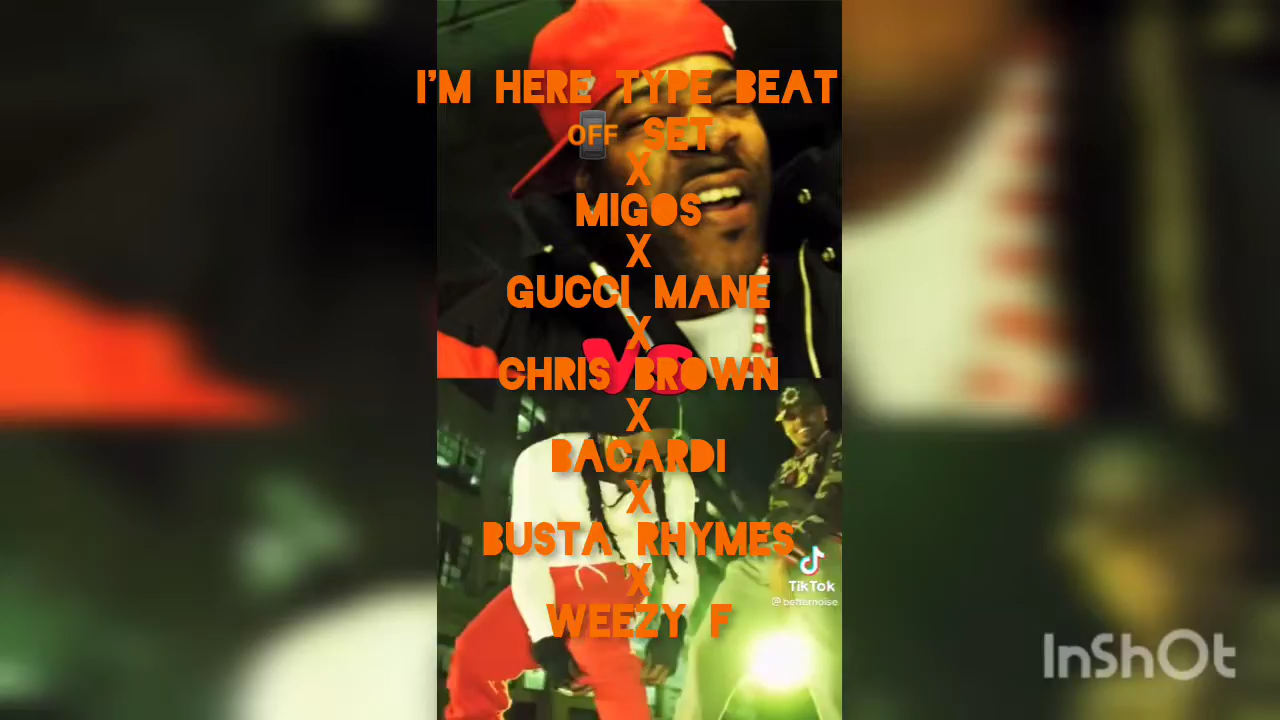 I'M HERE TYPE BEAT
📴 SET
X
MIGOS
X
GUCCI MANE
X
VS
CHRIS BROWN
X
BACARDI
X
BUSTA RHYMES
X
WEEZY F
TikTok
@betternoise
InShOt